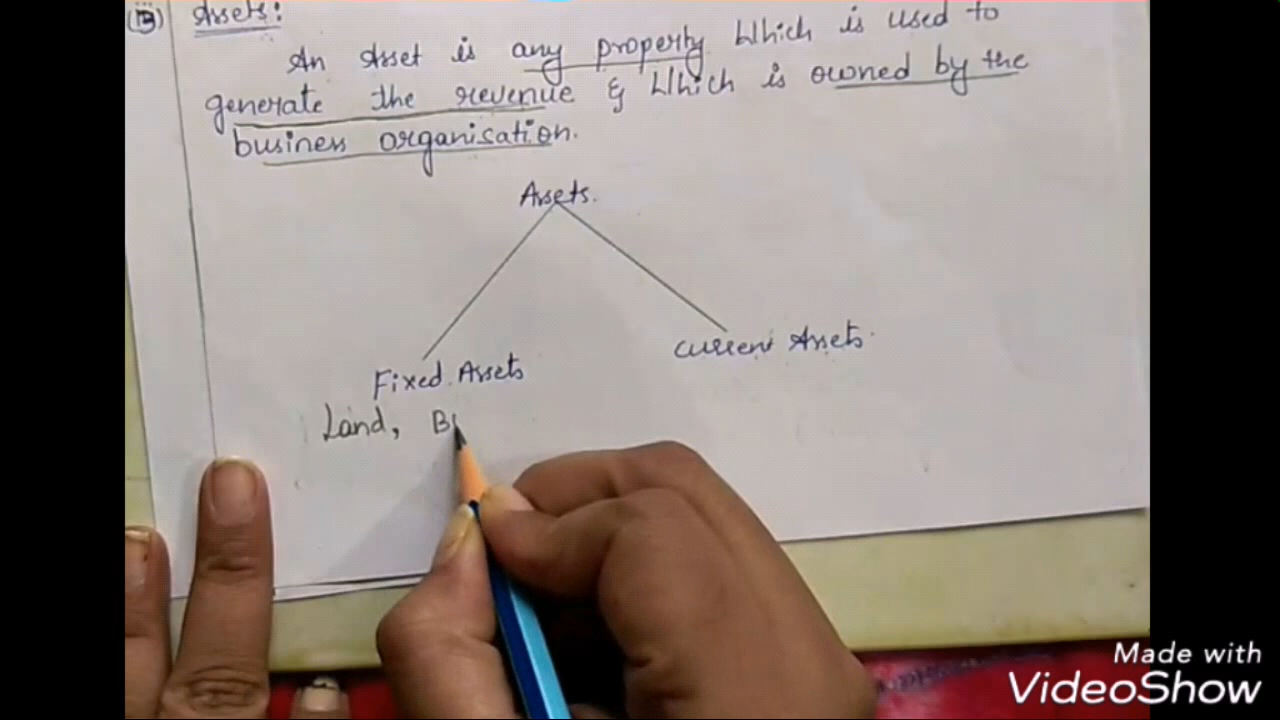 (13) Assets:
An Asset is any property which is used to
generate the revenue & which is owned by the
business organisation.
Assets.
Fixed Assets
Current Assets.
Land, B
Made with
VideoShow